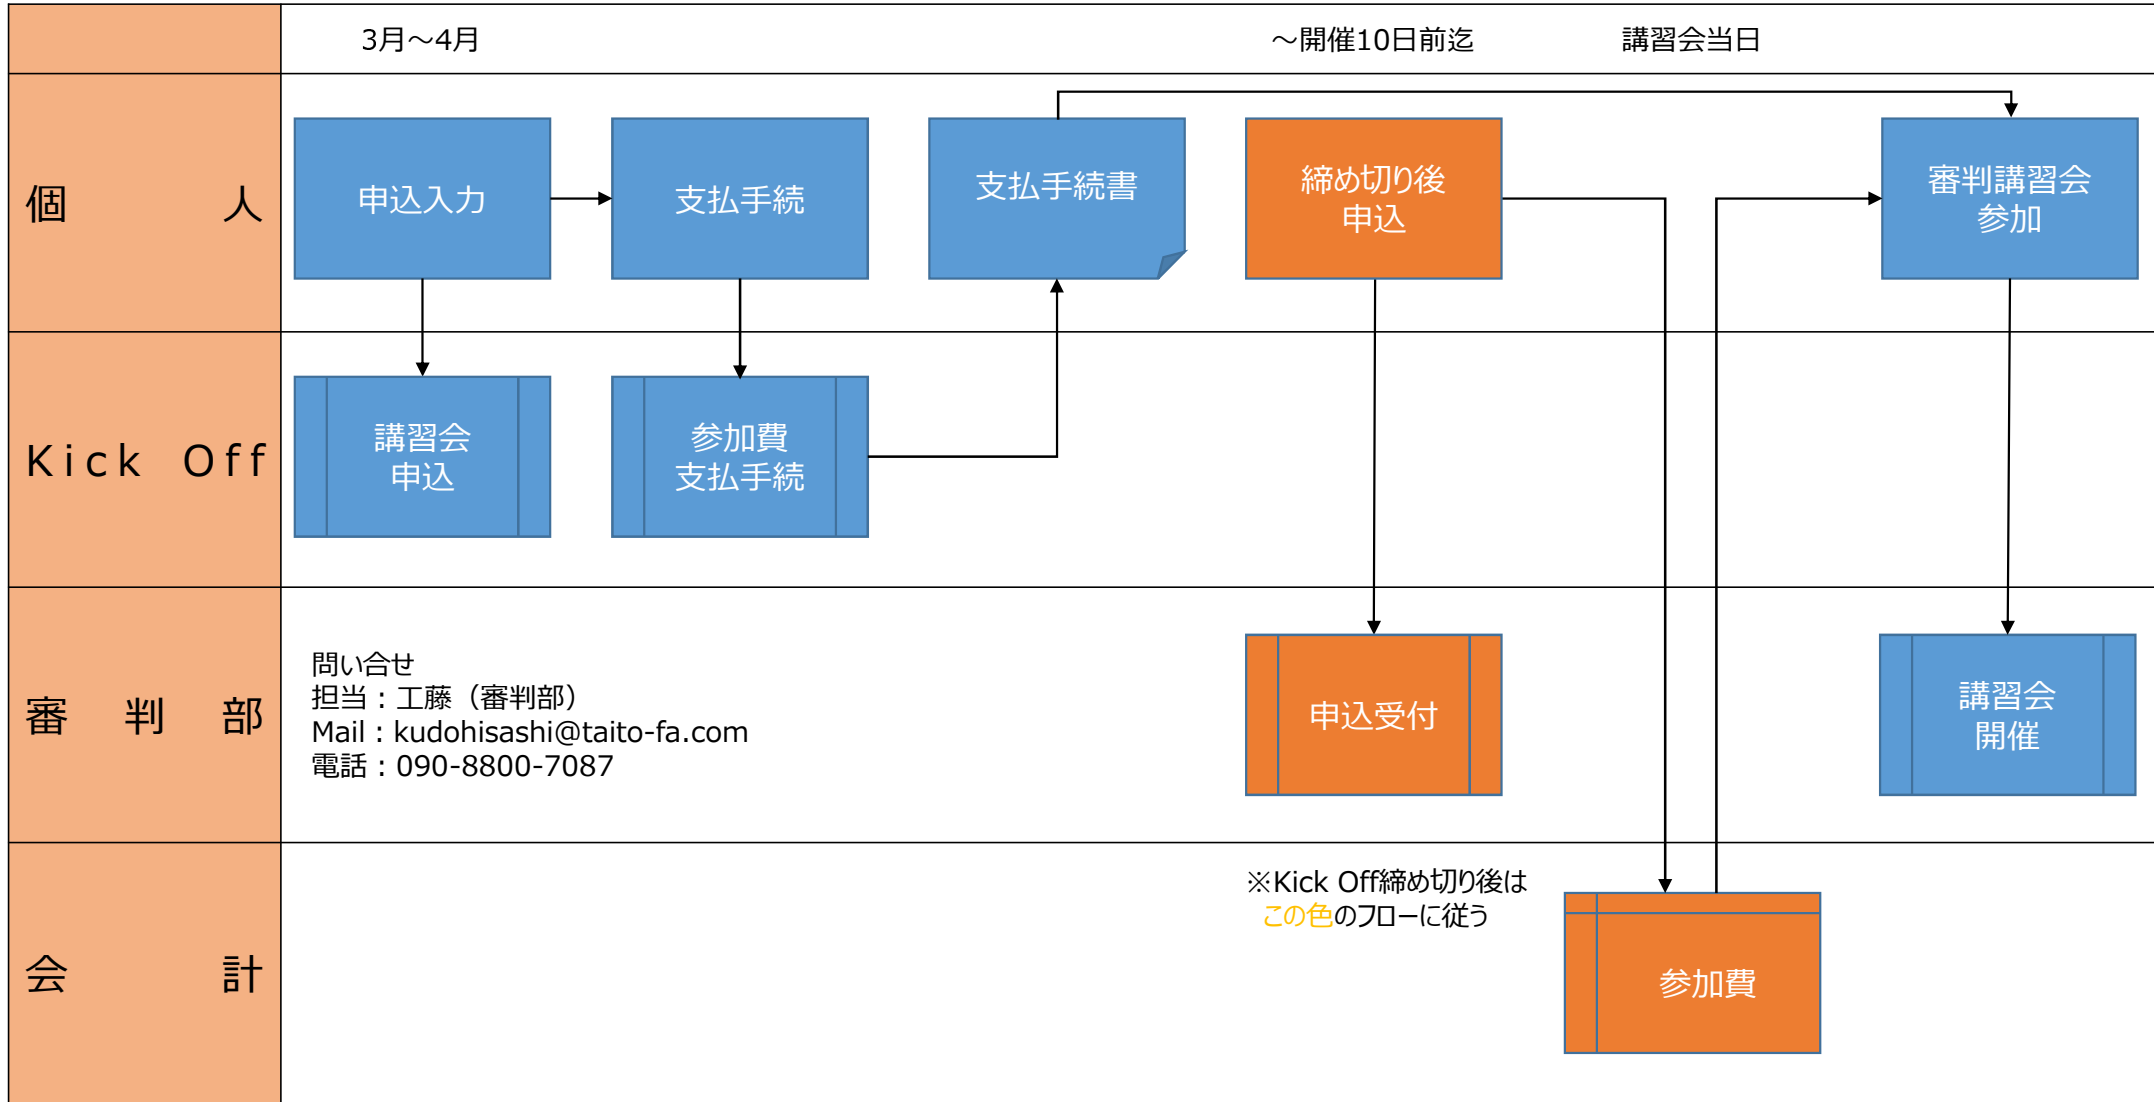 3月～4月
～開催10日前迄
講習会当日
個人
申込入力
支払手続
支払手続書
締め切り後
申込
審判講習会
参加
Kick Off
講習会
申込
参加費
支払手続
審判部
問い合せ
担当：工藤（審判部）
Mail：kudohisashi@taito-fa.com
電話：090-8800-7087
申込受付
講習会
開催
会計
※Kick Off締め切り後は
この色のフローに従う
参加費